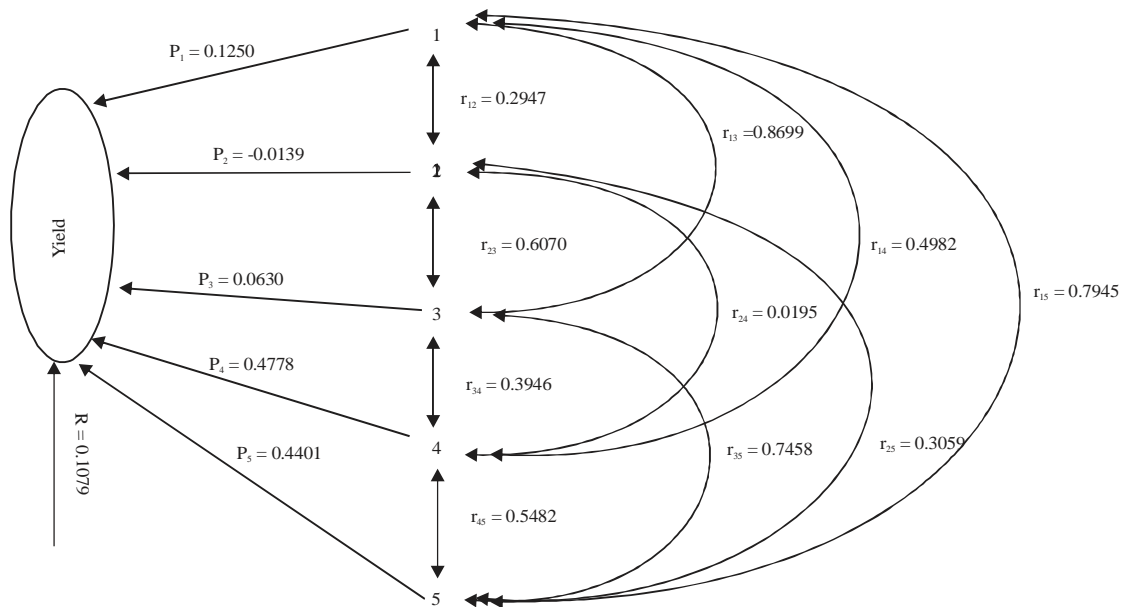 1
P₁ = 0.1250
r₁₂ = 0.2947
r₁₃ =0.8699
P₂ = -0.0139
2
Yield
r₂₃ = 0.6070
r₁₄ = 0.4982
P₃ = 0.0630
r₁₅ = 0.7945
3
r₂₄ = 0.0195
P₄ = 0.4778
r₃₄ = 0.3946
R = 0.1079
P₅ = 0.4401
4
r₃₅ = 0.7458
r₂₅ = 0.3059
r₄₅ = 0.5482
5